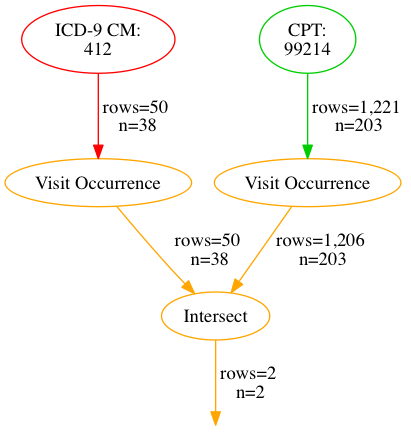 ICD-9 CM:
412
CPT:
99214
rows=50
n=38
rows=1,221
n=203
Visit Occurrence
Visit Occurrence
rows=50
n=38
rows=1,206
n=203
Intersect
rows=2
n=2